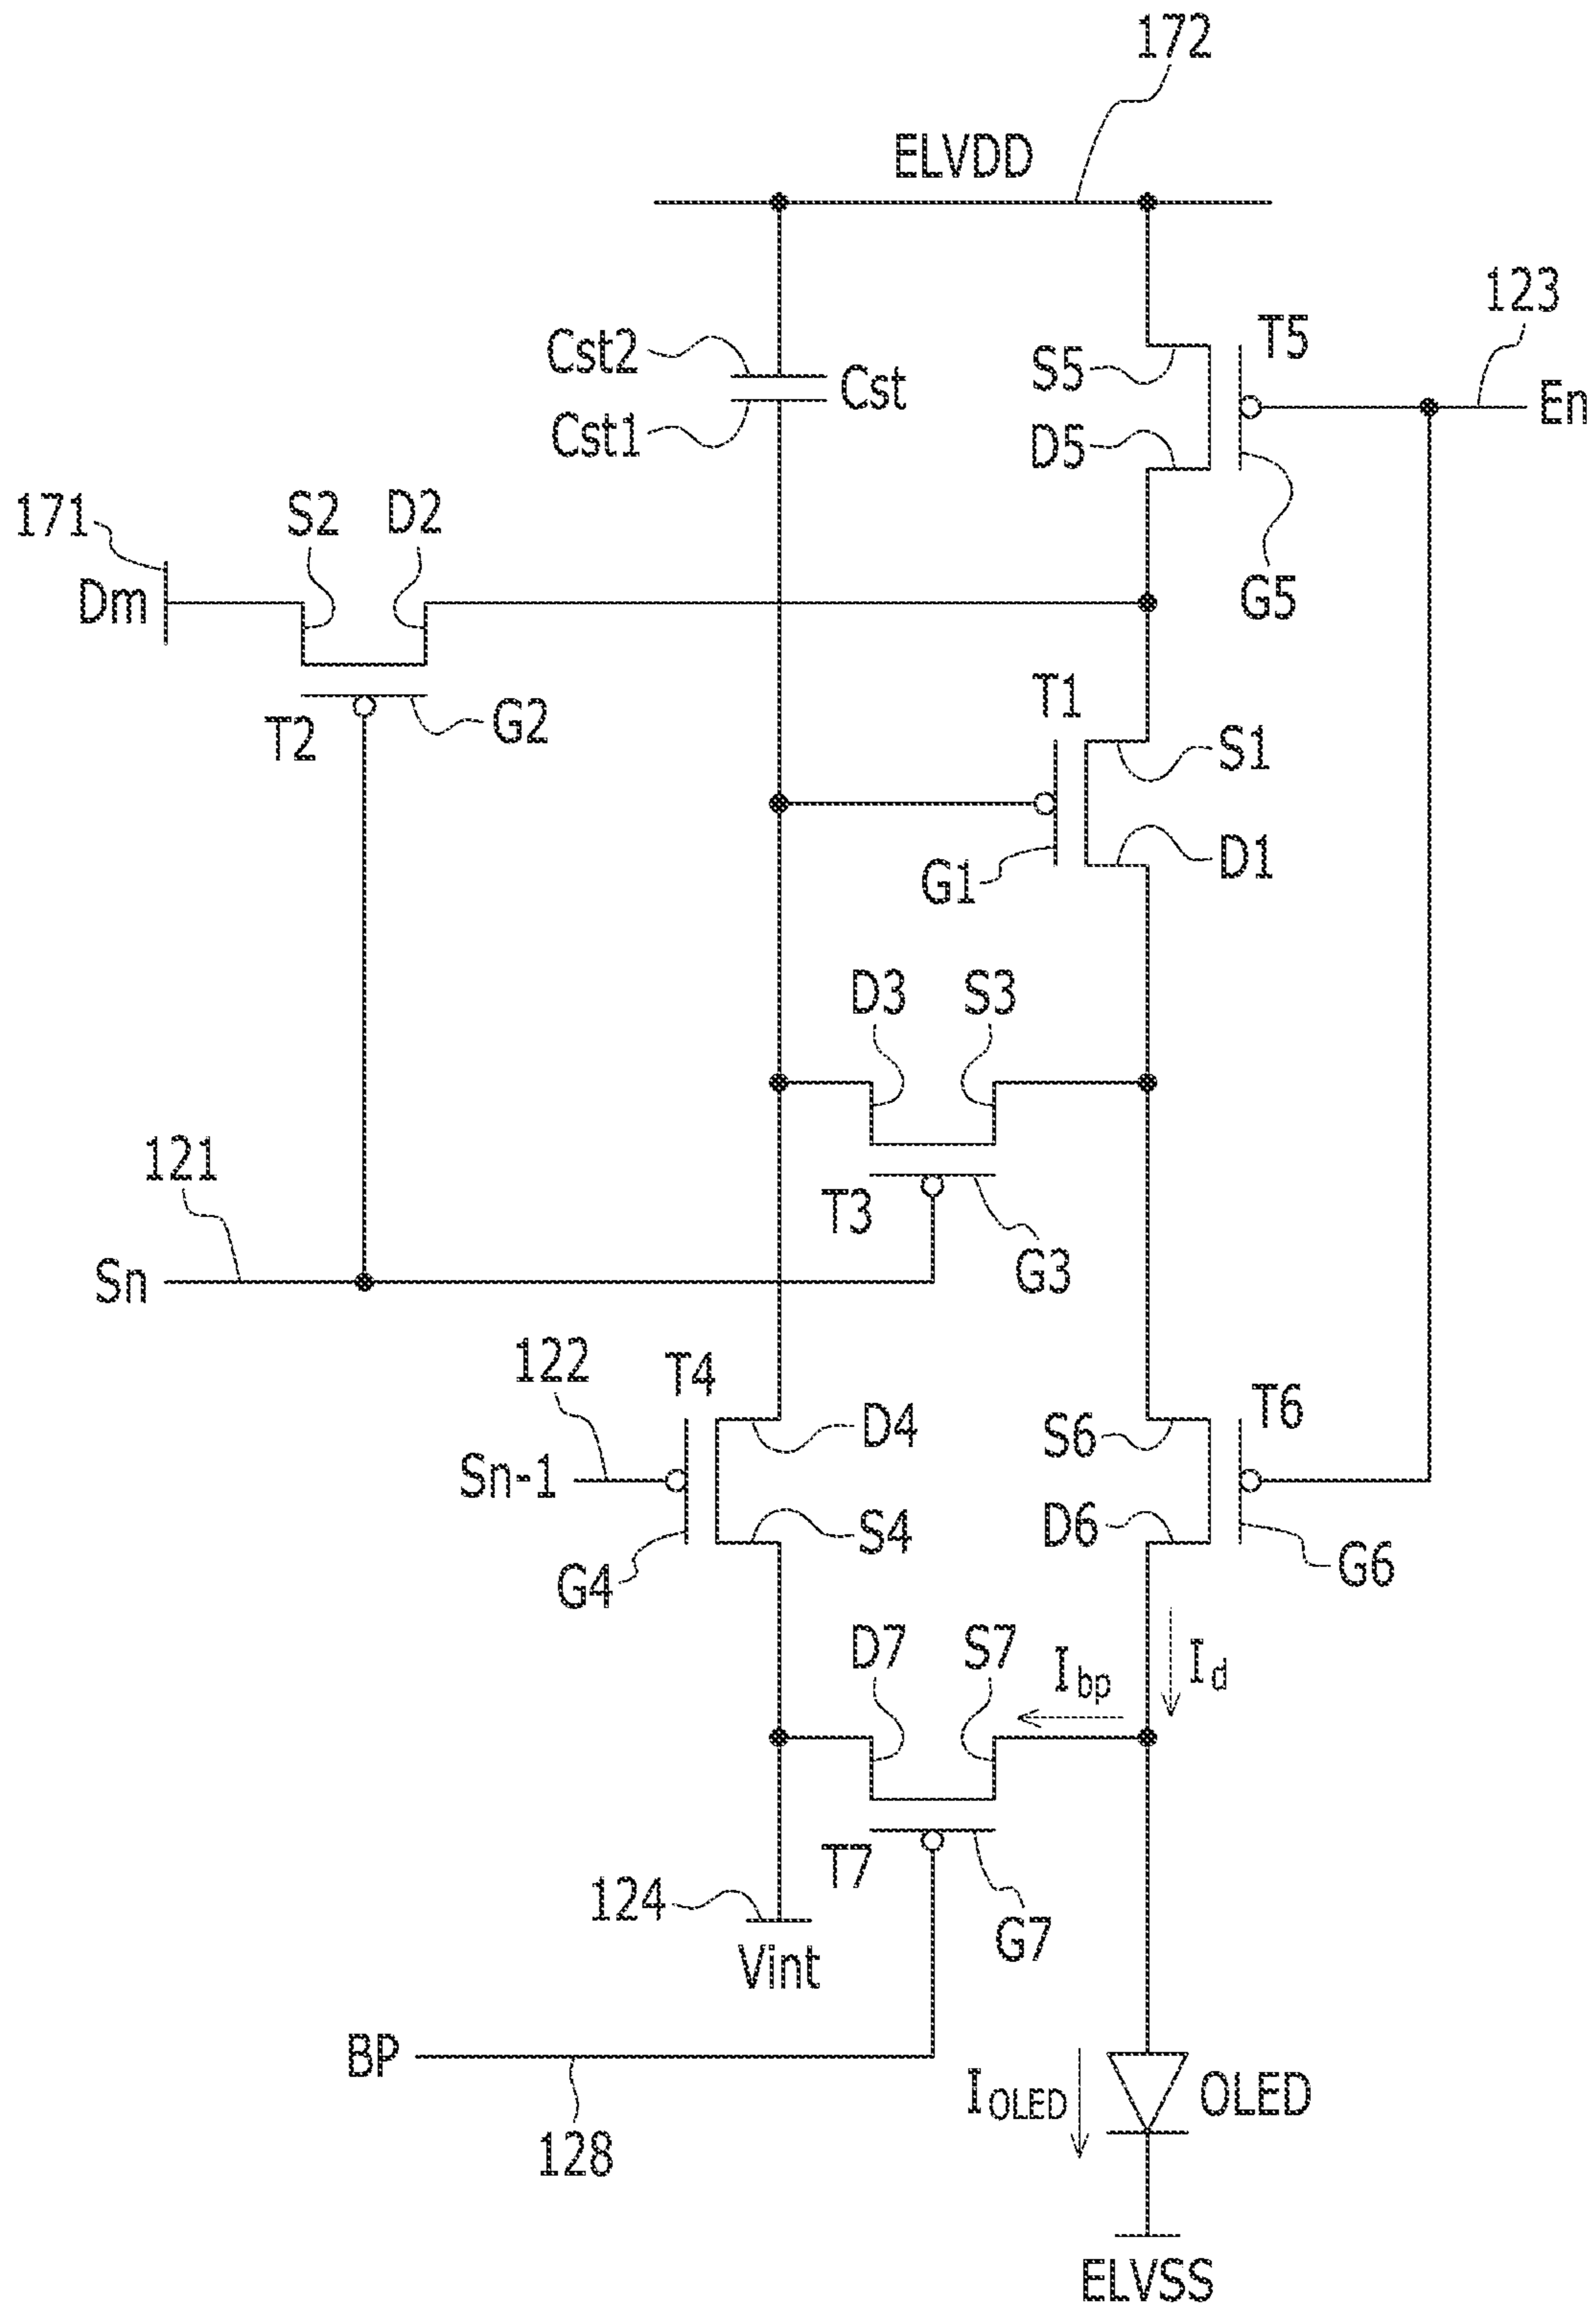 172
ELVDD
123
Cst2
Cst
S5
T5
En
Cst1
D5
171
S2
D2
Dm
G5
T1
T2
G2
S1
G1
D1
D3
S3
121
T3
G3
Sn
122
T4
D4
S6
T6
Sn-1
S4
D6
G4
G6
D7
S7
Ibp
Id
T7
124
G7
Vint
BP
IOLED
OLED
128
ELVSS